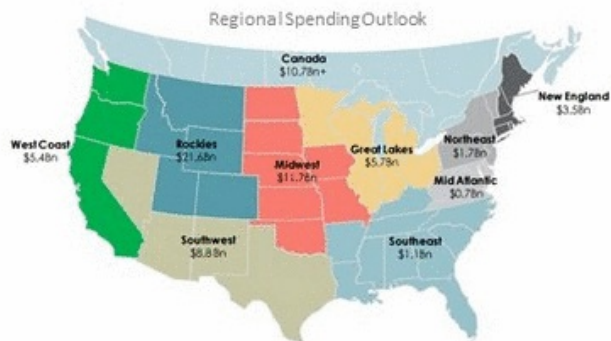 Regional Spending Outlook
Canada
$10.7Bn+
New England
$3.5Bn
West Coast
$5.4Bn
Rockies
$21.6Bn
Midwest
$11.7Bn
Great Lakes
$5.7Bn
Northeast
$1.7Bn
Mid Atlantic
$0.7Bn
Southwest
$8.8Bn
Southeast
$1.1Bn